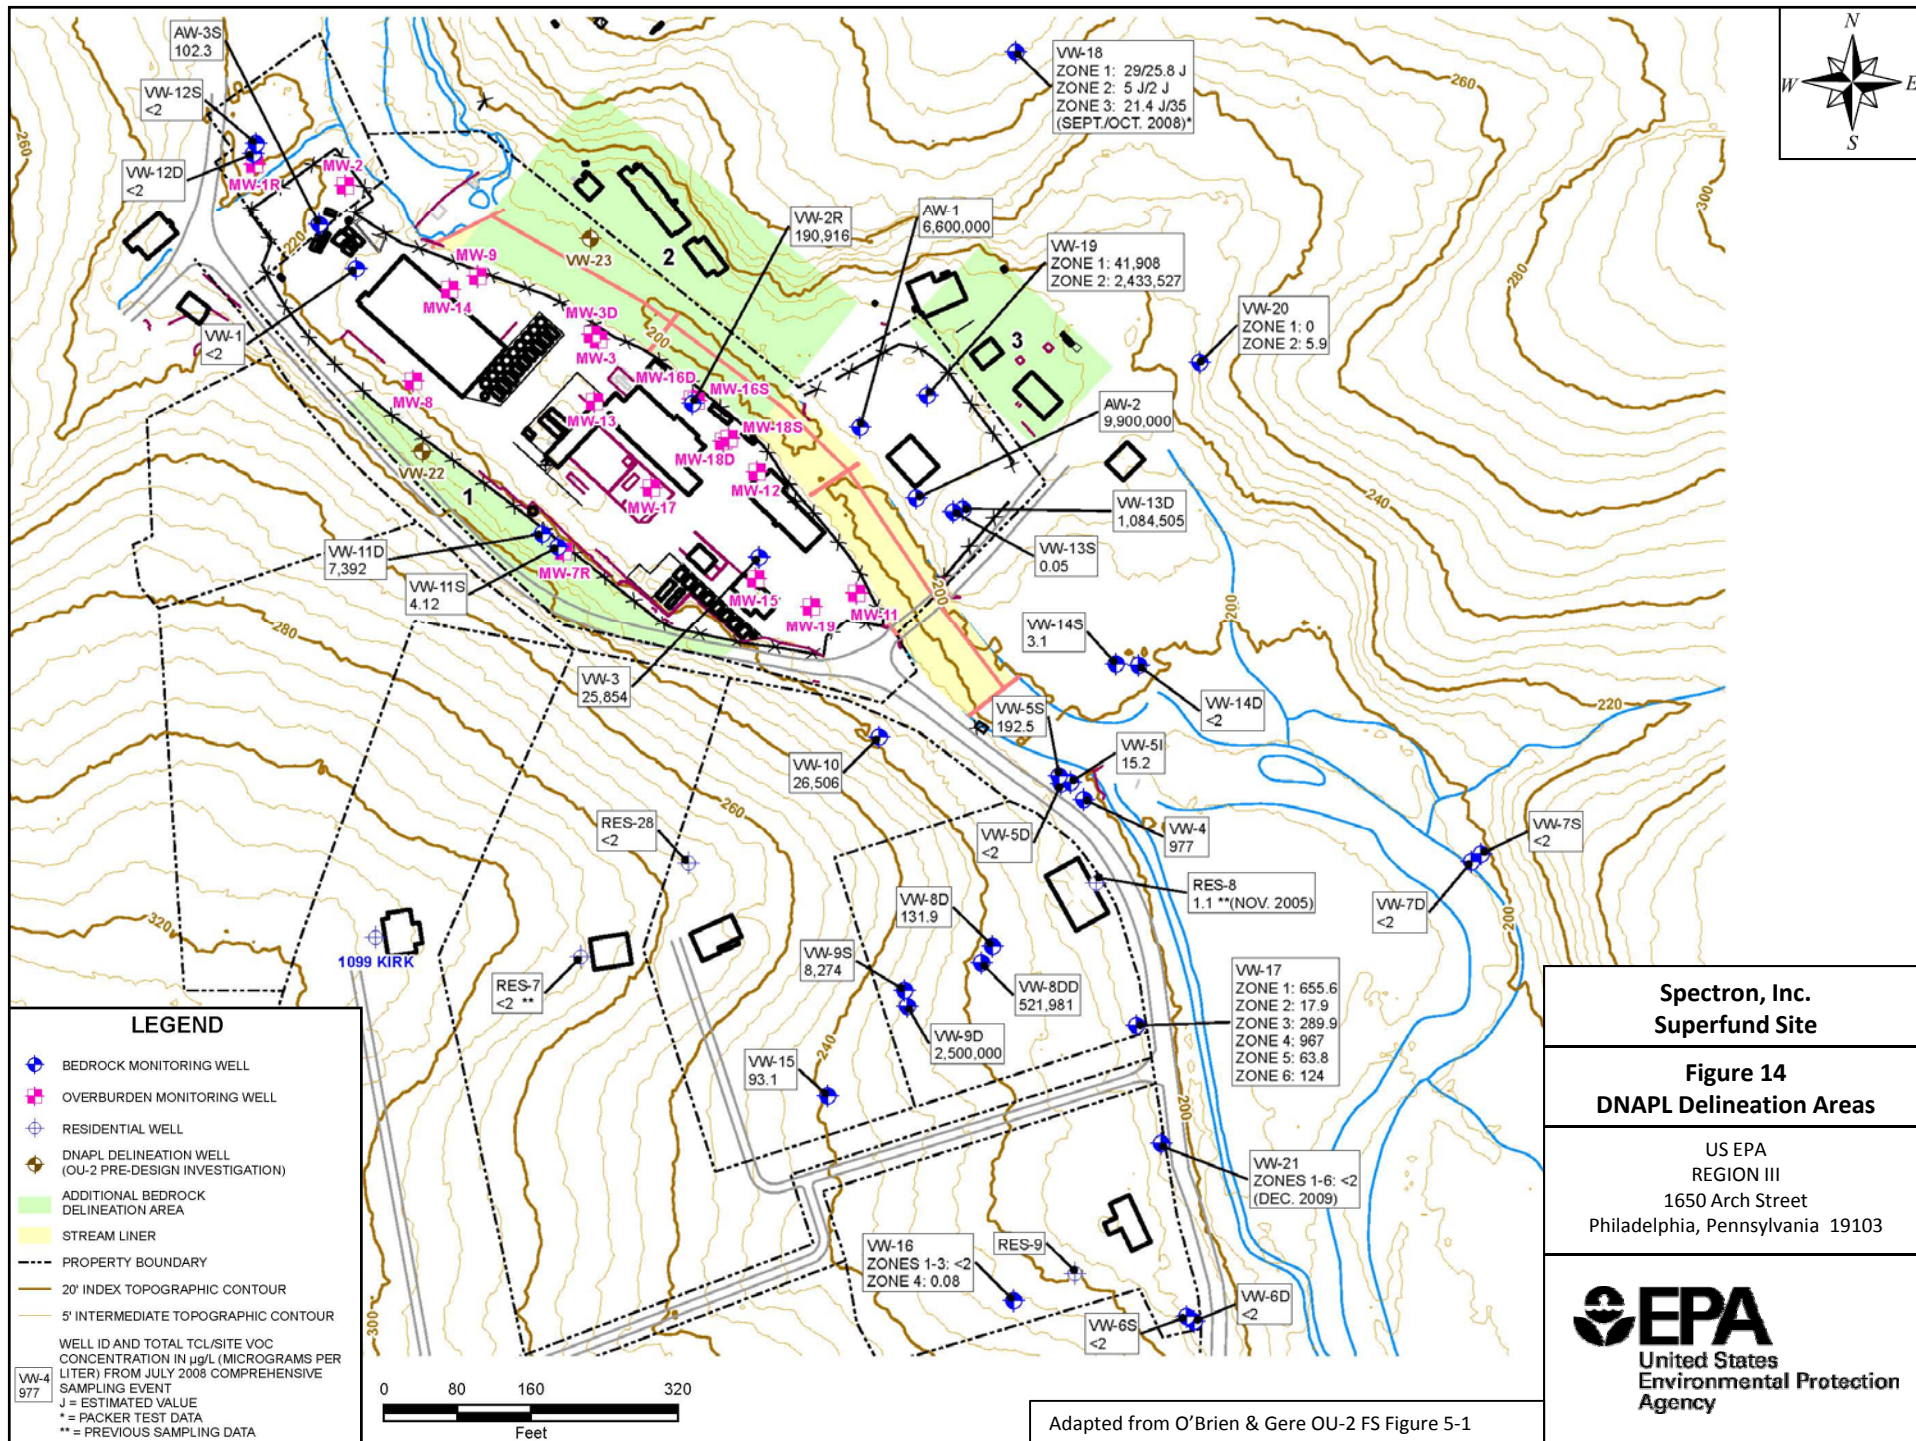 AW-3S
102.3
VW-12S
<2
VW-12D
<2
MW-1R
MW-2
260
220
VW-1
<2
MW-9
MW-14
MW-8
MW-3D
MW-3
MW-13
MW-16D
MW-16S
MW-18S
MW-18D
MW-12
MW-17
VW-23
2
200
VW-2R
190,916
AW-1
6,600,000
VW-18
ZONE 1: 29/25.8 J
ZONE 2: 5 J/2 J
ZONE 3: 21.4 J/35
(SEPT./OCT. 2008)*
VW-19
ZONE 1: 41,908
ZONE 2: 2,433,527
3
VW-20
ZONE 1: 0
ZONE 2: 5.9
AW-2
9,900,000
VW-13D
1,084,505
VW-13S
0.05
260
300
280
240
220
200
200
N
W
E
S
VW-22
1
VW-11D
7,392
VW-11S
4.12
MW-7R
MW-15
MW-19
MW-11
VW-3
25,854
VW-14S
3.1
VW-14D
<2
VW-5S
192.5
VW-5I
15.2
VW-10
26,506
VW-5D
<2
VW-4
977
VW-7S
<2
VW-7D
<2
200
280
260
320
RES-28
<2
RES-8
1.1 **(NOV. 2005)
VW-8D
131.9
VW-9S
8,274
VW-8DD
521,981
VW-9D
2,500,000
1099 KIRK
RES-7
<2 **
VW-15
93.1
240
VW-17
ZONE 1: 655.6
ZONE 2: 17.9
ZONE 3: 289.9
ZONE 4: 967
ZONE 5: 63.8
ZONE 6: 124
200
VW-21
ZONES 1-6: <2
(DEC. 2009)
VW-16
ZONES 1-3: <2
ZONE 4: 0.08
RES-9
VW-6D
<2
VW-6S
<2
300
LEGEND
BEDROCK MONITORING WELL
OVERBURDEN MONITORING WELL
RESIDENTIAL WELL
DNAPL DELINEATION WELL
(OU-2 PRE-DESIGN INVESTIGATION)
ADDITIONAL BEDROCK
DELINEATION AREA
STREAM LINER
PROPERTY BOUNDARY
20' INDEX TOPOGRAPHIC CONTOUR
5' INTERMEDIATE TOPOGRAPHIC CONTOUR
VW-4
977
WELL ID AND TOTAL TCL/SITE VOC
CONCENTRATION IN µg/L (MICROGRAMS PER
LITER) FROM JULY 2008 COMPREHENSIVE
SAMPLING EVENT
J = ESTIMATED VALUE
* = PACKER TEST DATA
** = PREVIOUS SAMPLING DATA
0 80 160 320
Feet
Adapted from O'Brien & Gere OU-2 FS Figure 5-1
Spectron, Inc.
Superfund Site
Figure 14
DNAPL Delineation Areas
US EPA
REGION III
1650 Arch Street
Philadelphia, Pennsylvania 19103
EPA
United States
Environmental Protection
Agency